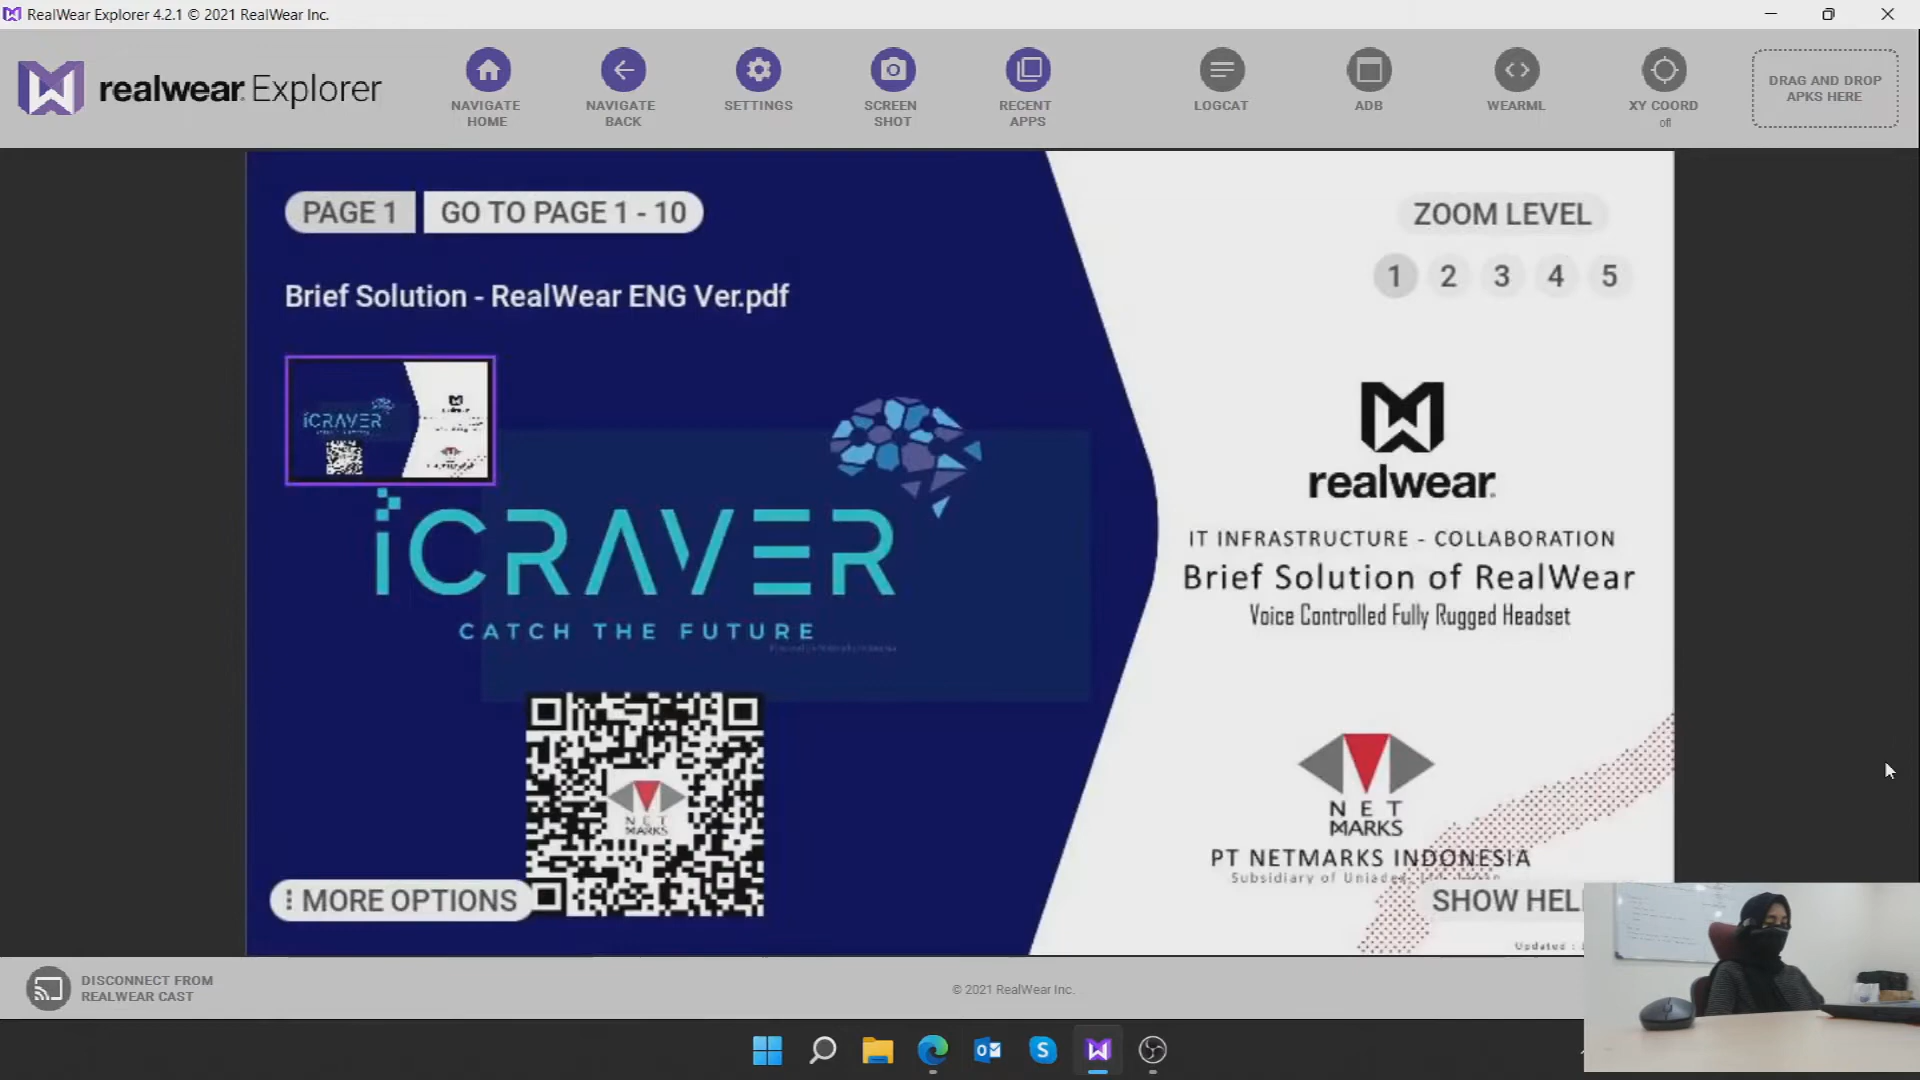 RealWear Explorer 4.2.1 © 2021 RealWear Inc.
realwear Explorer
NAVIGATE HOME
NAVIGATE BACK
SETTINGS
SCREEN SHOT
RECENT APPS
LOGCAT
ADB
WEARML
XY COORD
off
DRAG AND DROP
APKS HERE
PAGE 1
GO TO PAGE 1 - 10
ZOOM LEVEL
1 2 3 4 5
Brief Solution - RealWear ENG Ver.pdf
iCRAVER
CATCH THE FUTURE
realwear
IT INFRASTRUCTURE - COLLABORATION
Brief Solution of RealWear
Voice Controlled Fully Rugged Headset
NET
MARKS
NET
MARKS
PT NETMARKS INDONESIA
Subsidiary of
MORE OPTIONS
SHOW HEL
Updated :
DISCONNECT FROM
REALWEAR CAST
© 2021 RealWear Inc.